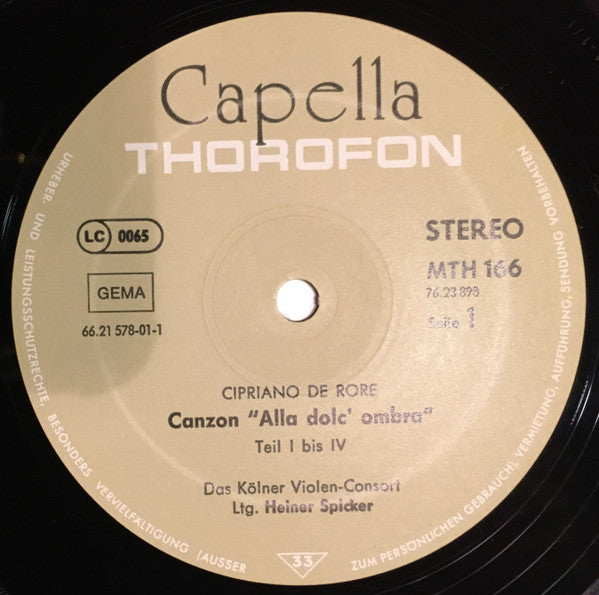 Capella
THOROFON
LC 0065
GEMA
66.21 578-01-1
STEREO
MTH 166
76.23 898
Seite 1
CIPRIANO DE RORE
Canzon "Alla dolc' ombra"
Teil I bis IV
Das Kölner Violen-Consort
Ltg. Heiner Spicker
33
URHEBER- UND LEISTUNGSSCHUTZRECHTE, BESONDERS VERVIELFÄLTIGUNG (AUSSER ZUM PERSÖNLICHEN GEBRAUCH), VERMIETUNG, AUFFÜHRUNG, SENDUNG VORBEHALTEN